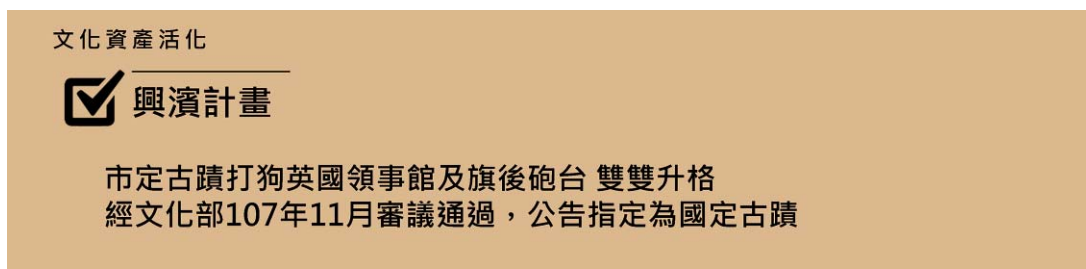 文化資產活化
興濱計畫
市定古蹟打狗英國領事館及旗後砲台 雙雙升格
經文化部107年11月審議通過，公告指定為國定古蹟